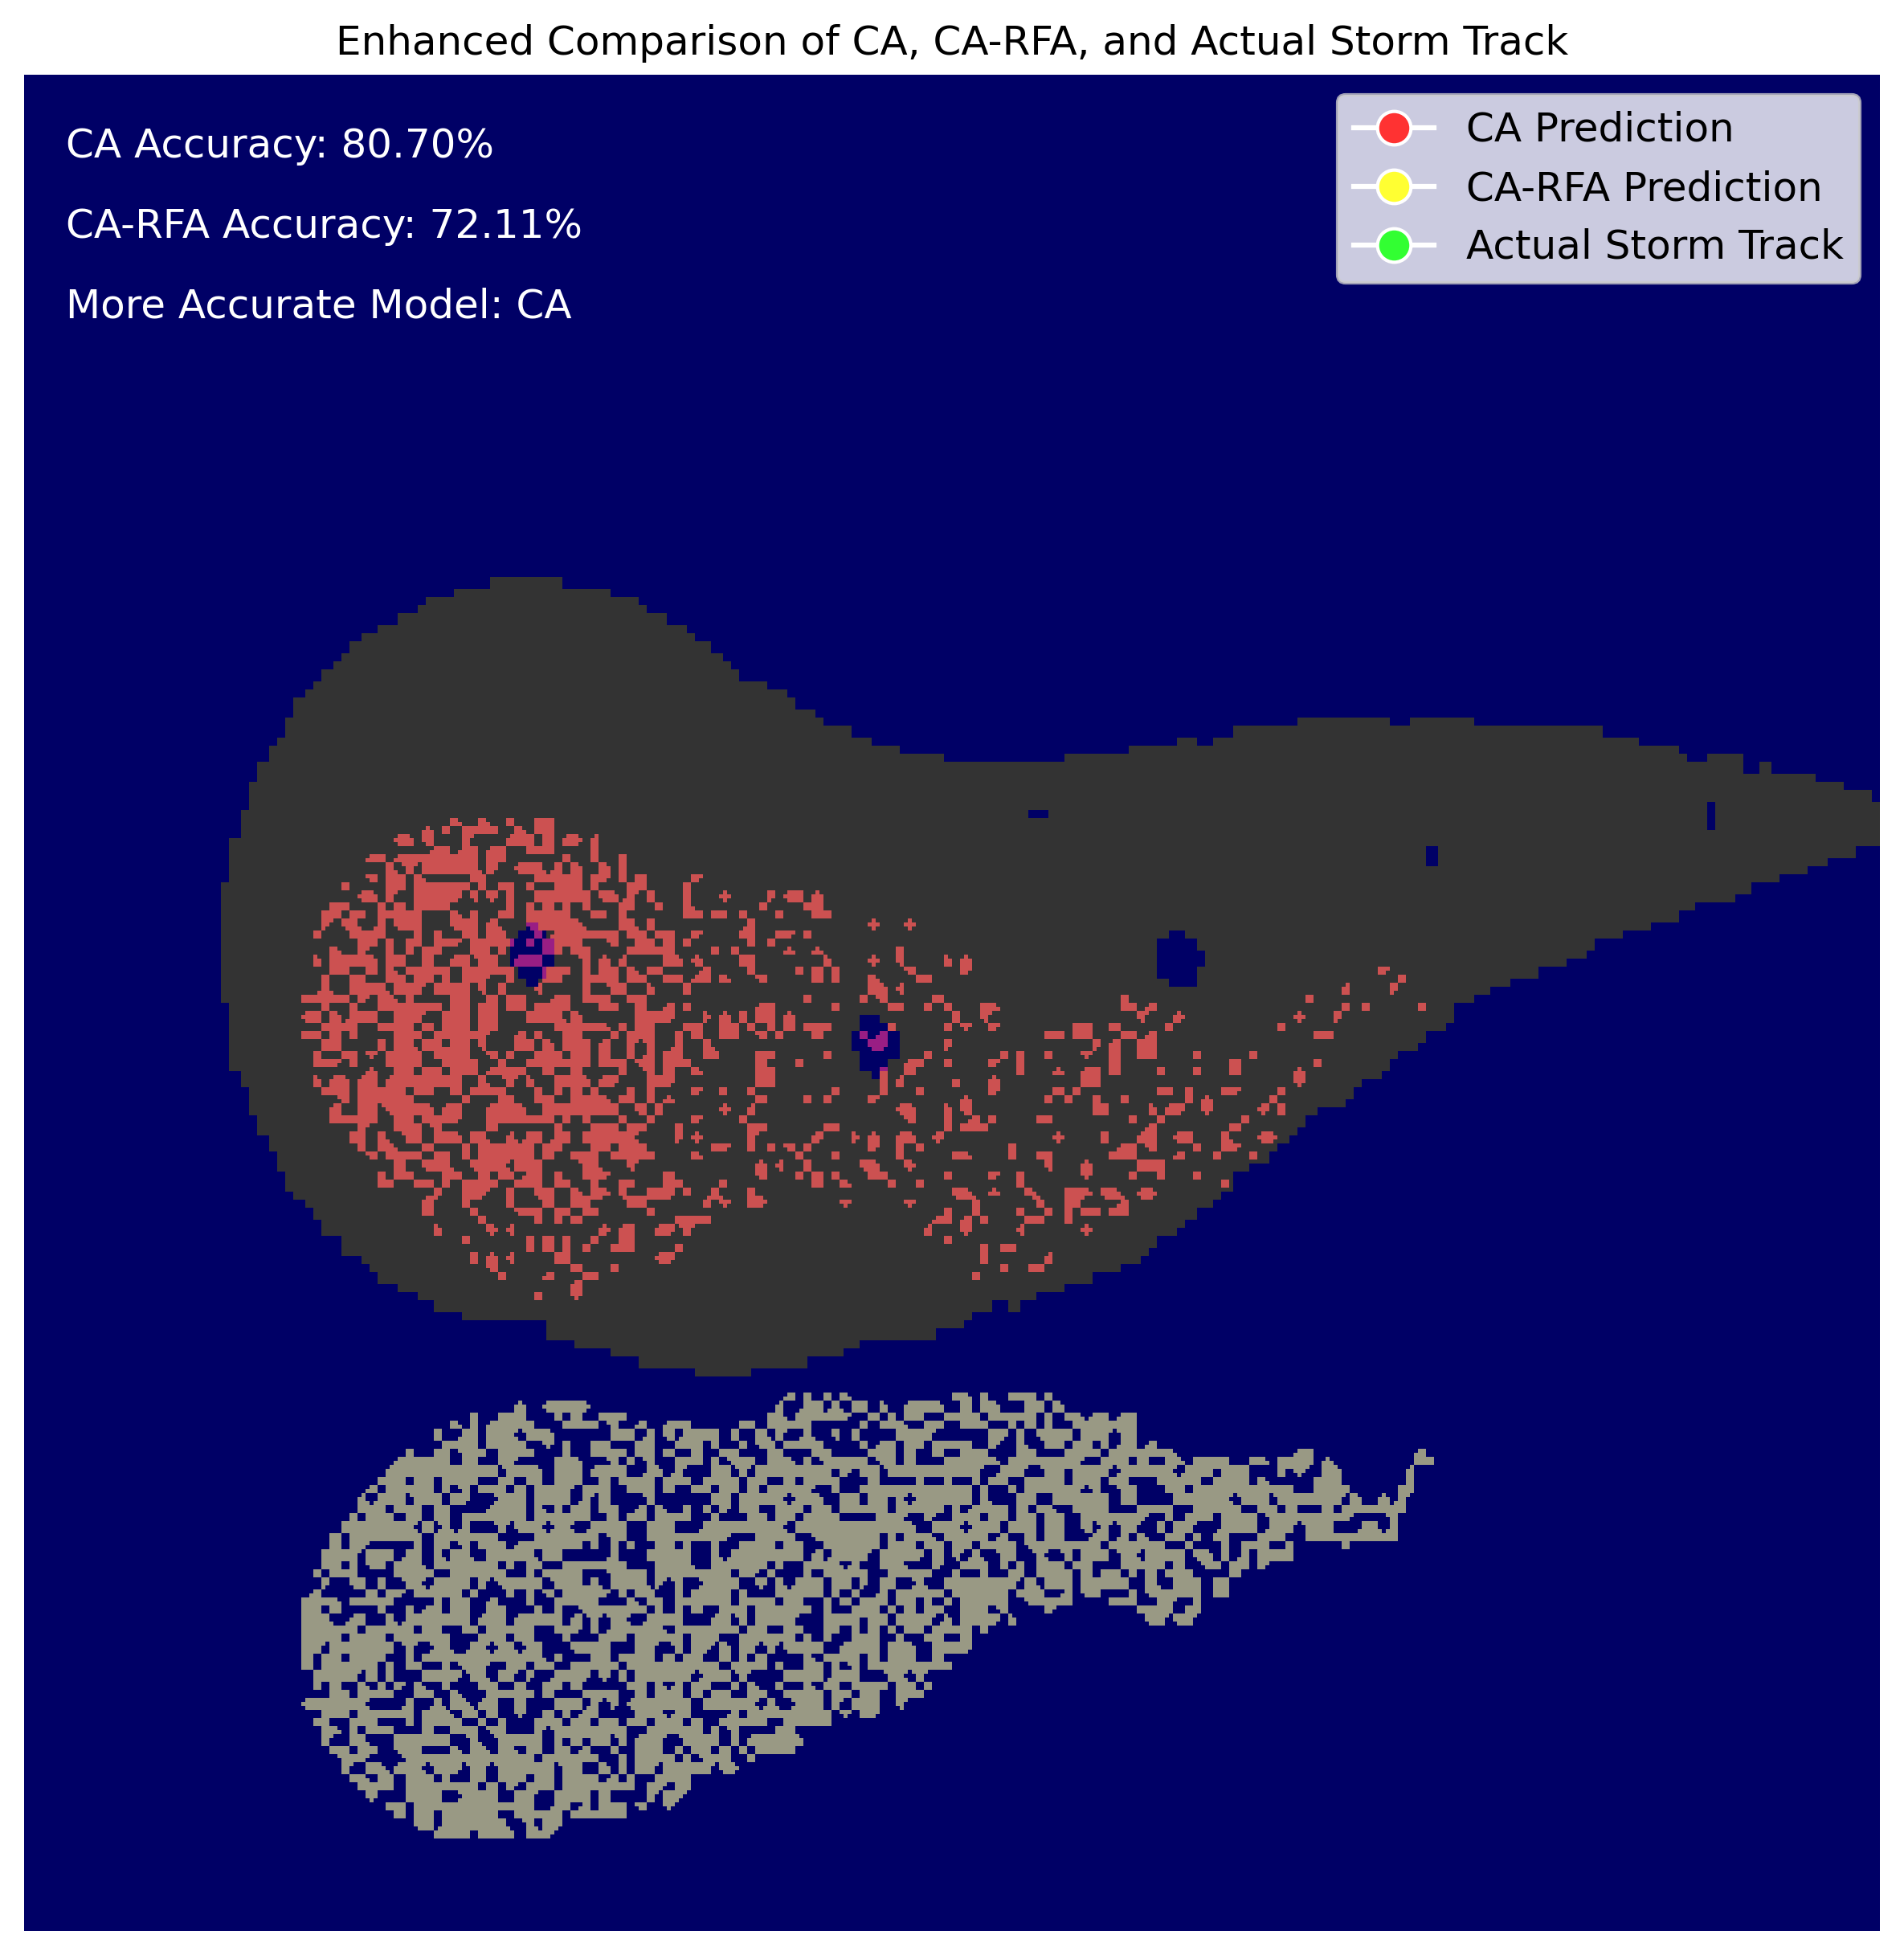 Enhanced Comparison of CA, CA-RFA, and Actual Storm Track
CA Accuracy: 80.70%
CA-RFA Accuracy: 72.11%
More Accurate Model: CA
CA Prediction
CA-RFA Prediction
Actual Storm Track